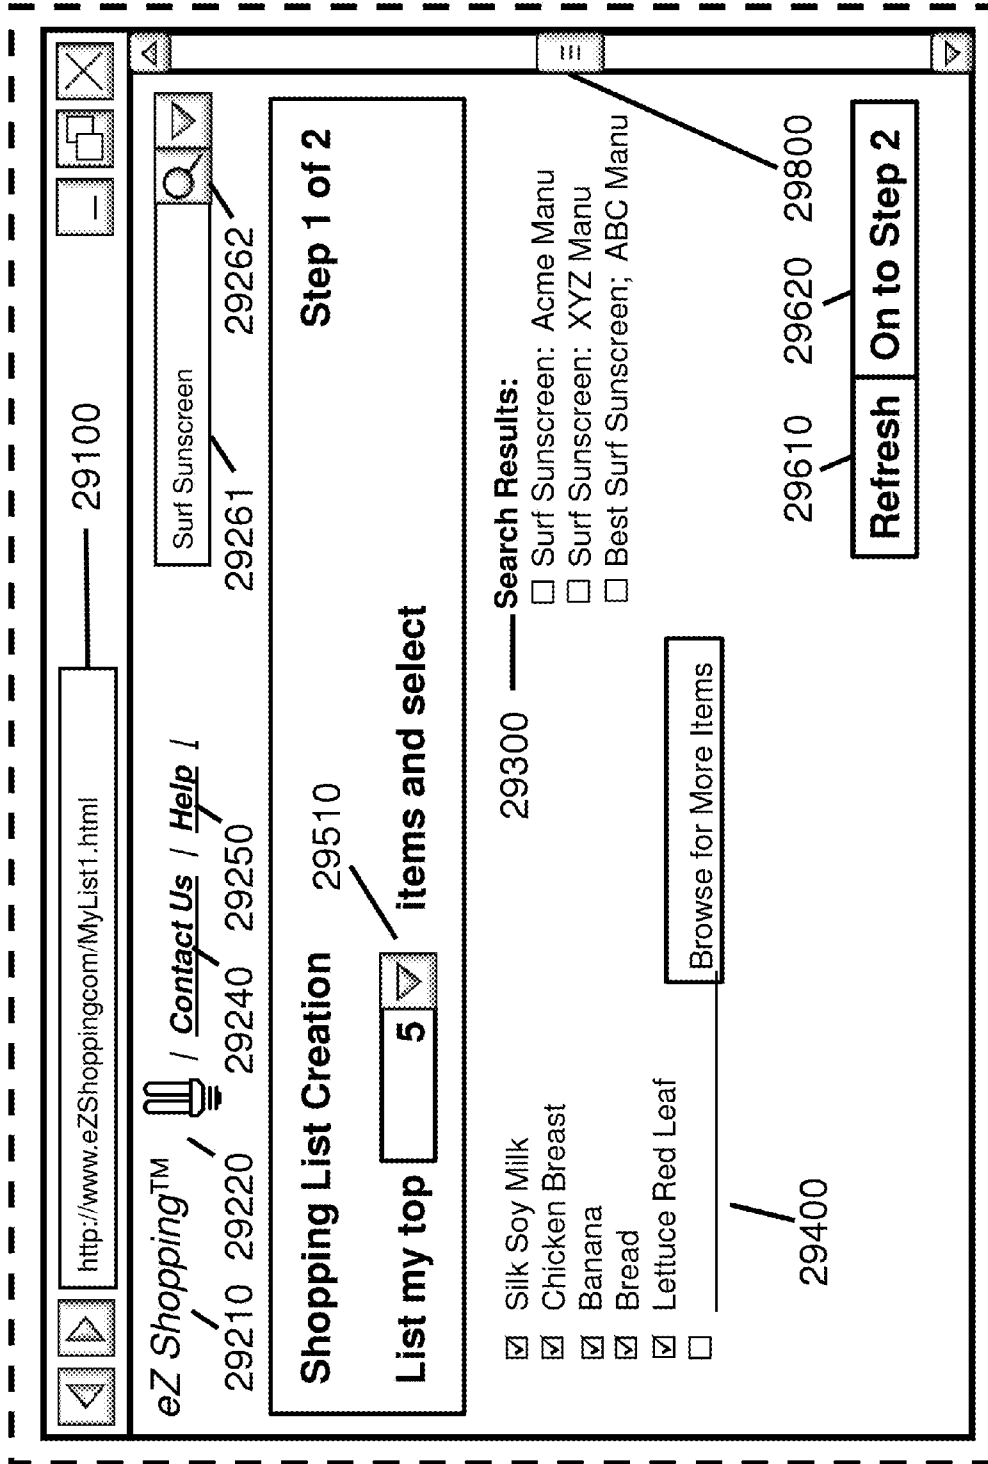 http://www.eZShoppingcom/MyList1.html
29100
eZ Shopping™ | Contact Us | Help |
Surf Sunscreen
29210 29220 29240 29250 29261 29262
Shopping List Creation
Step 1 of 2
29510
List my top 5 items and select
29300
Search Results:
Surf Sunscreen: Acme Manu
Surf Sunscreen: XYZ Manu
Best Surf Sunscreen; ABC Manu
Silk Soy Milk
Chicken Breast
Banana
Bread
Lettuce Red Leaf
Browse for More Items
29400
29610 29620 29800
Refresh On to Step 2